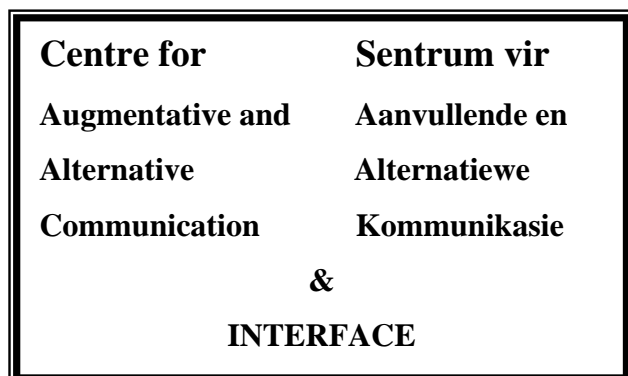 Centre for Sentrum vir
Augmentative and Aanvullende en
Alternative Alternatiewe
Communication Kommunikasie
&
INTERFACE